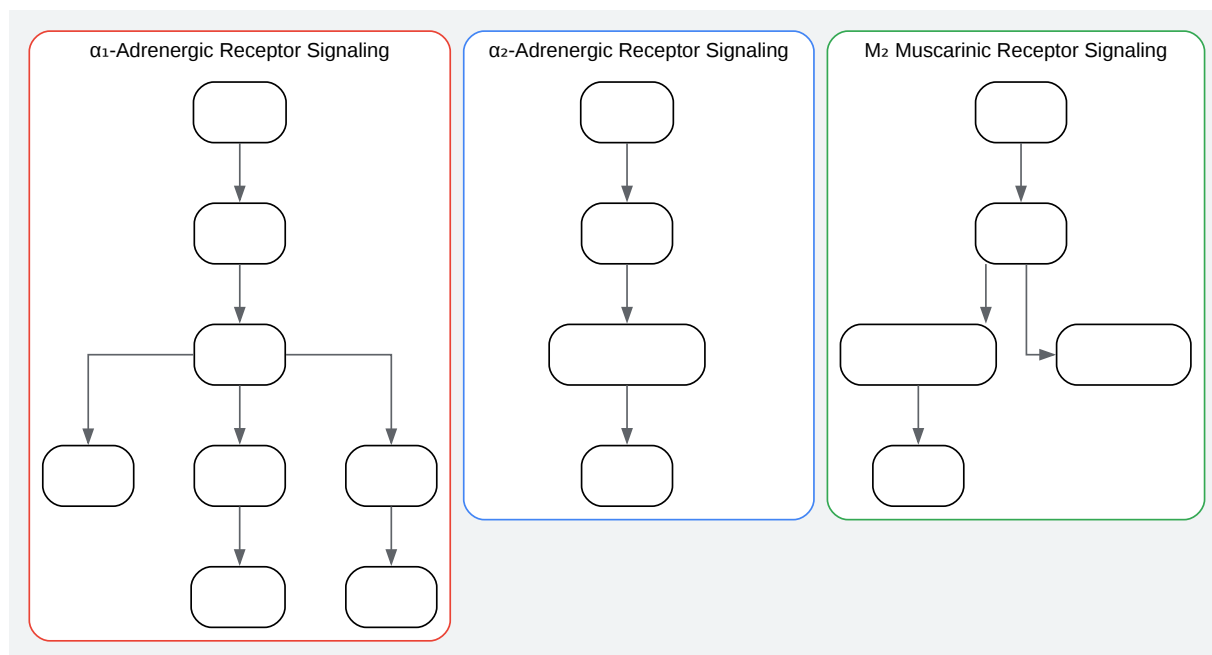 α₁-Adrenergic Receptor Signaling
α₂-Adrenergic Receptor Signaling
M₂ Muscarinic Receptor Signaling